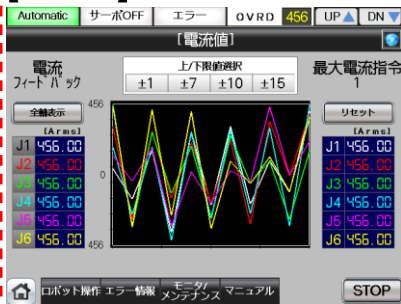 Automatic サーボOFF エラー OVRD 456 UP▲ DN▼
[電流値]
電流
フィードバック
上/下限値選択
±1 ±7 ±10 ±15
最大電流指令
1
全軸表示
リセット
[Arms]
J1 456.00
J2 456.00
J3 456.00
J4 456.00
J5 456.00
J6 456.00
456
0
456
[Arms]
J1 456.00
J2 456.00
J3 456.00
J4 456.00
J5 456.00
J6 456.00
ロボット操作 エラー情報 モニタ/メンテナンス マニュアル STOP